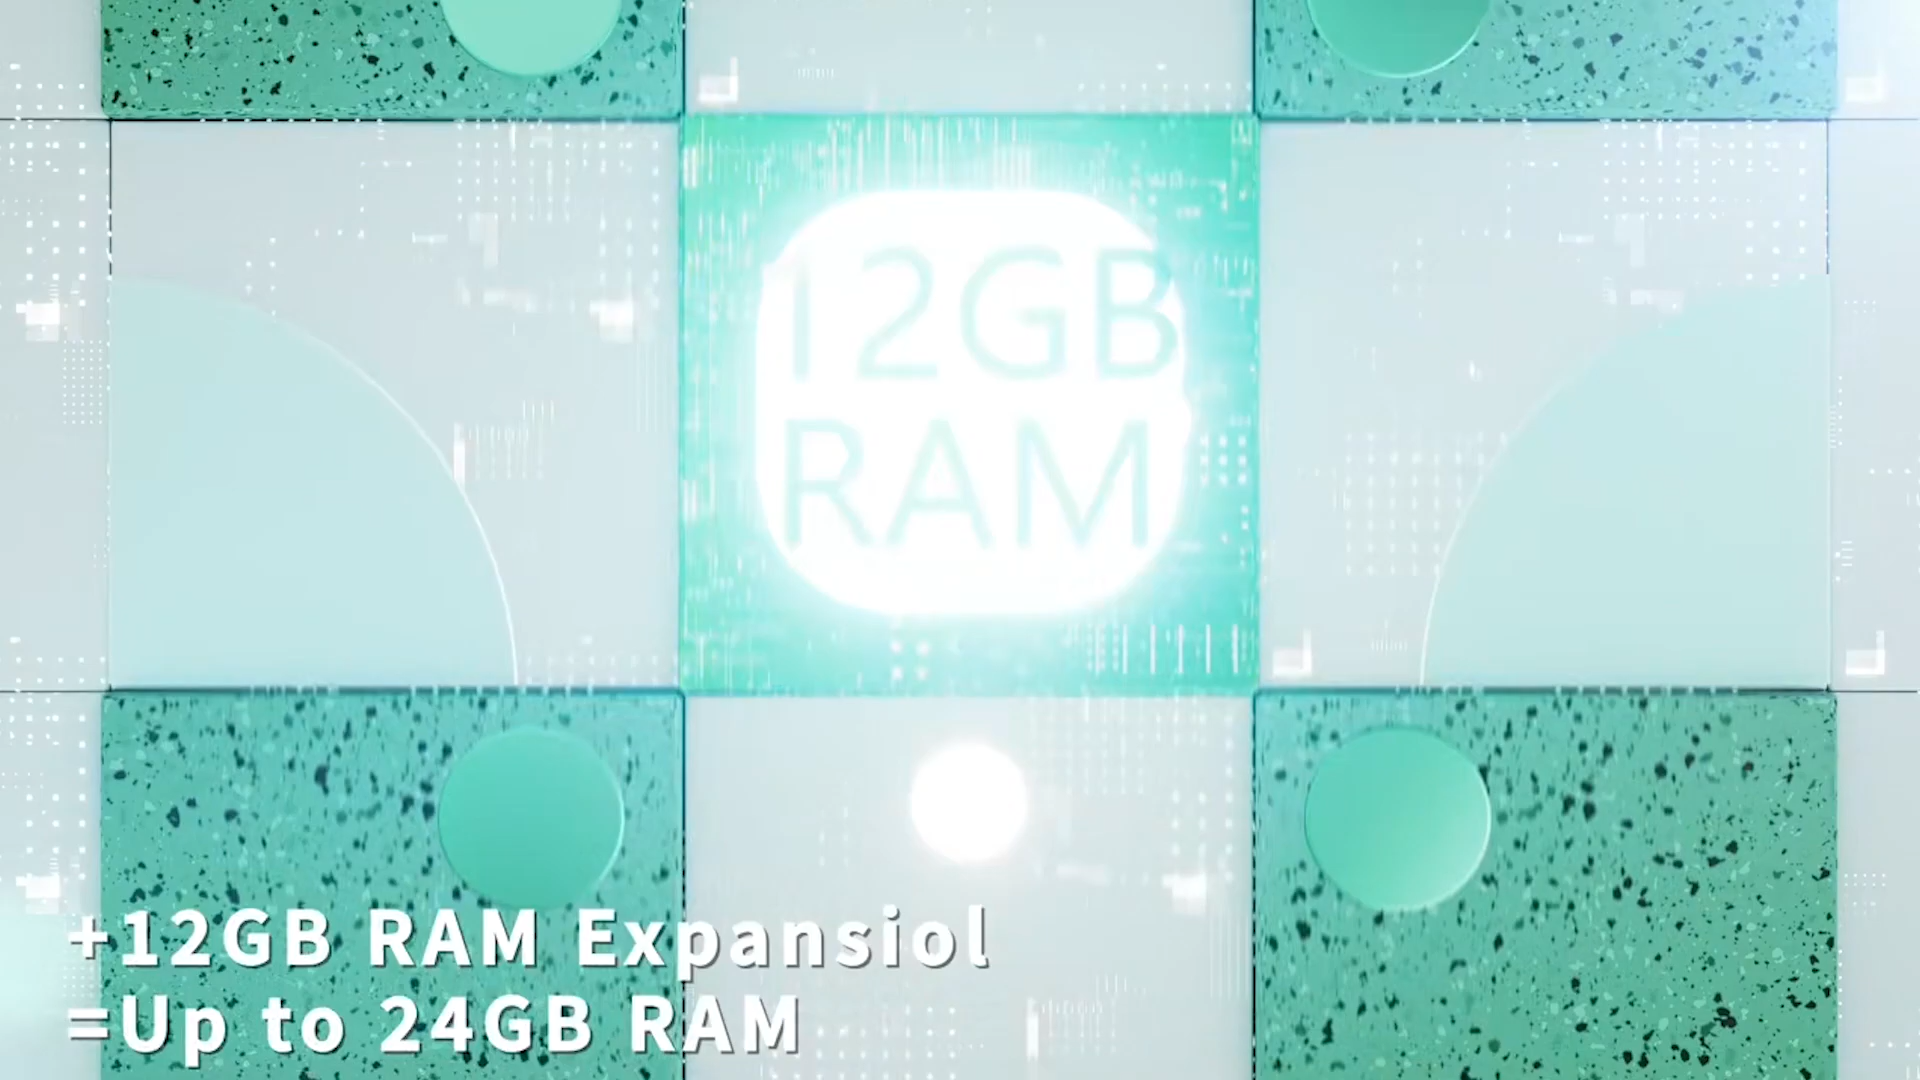 12GB
RAM
+12GB RAM Expansiol
=Up to 24GB RAM